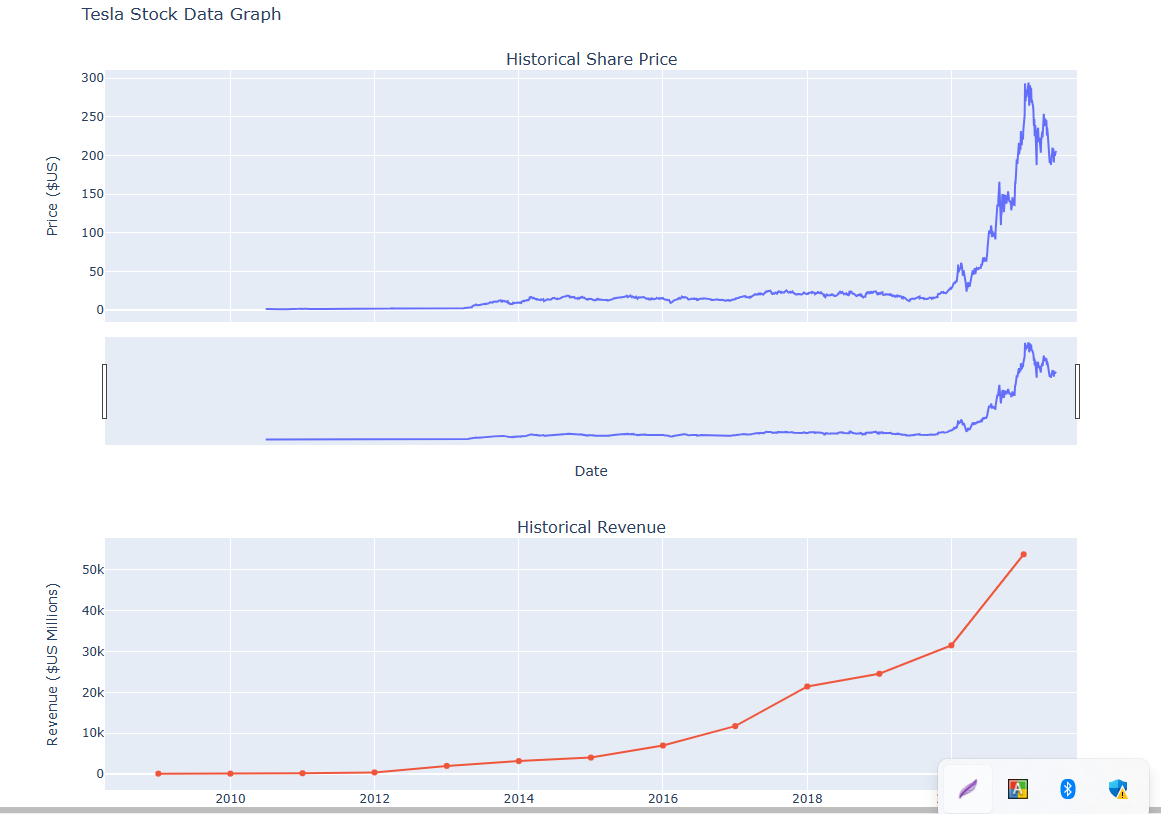 Tesla Stock Data Graph
Historical Share Price
300
250
200
150
100
50
0
Price ($US)
Date
Historical Revenue
50k
40k
30k
20k
10k
0
Revenue ($US Millions)
2010
2012
2014
2016
2018
A